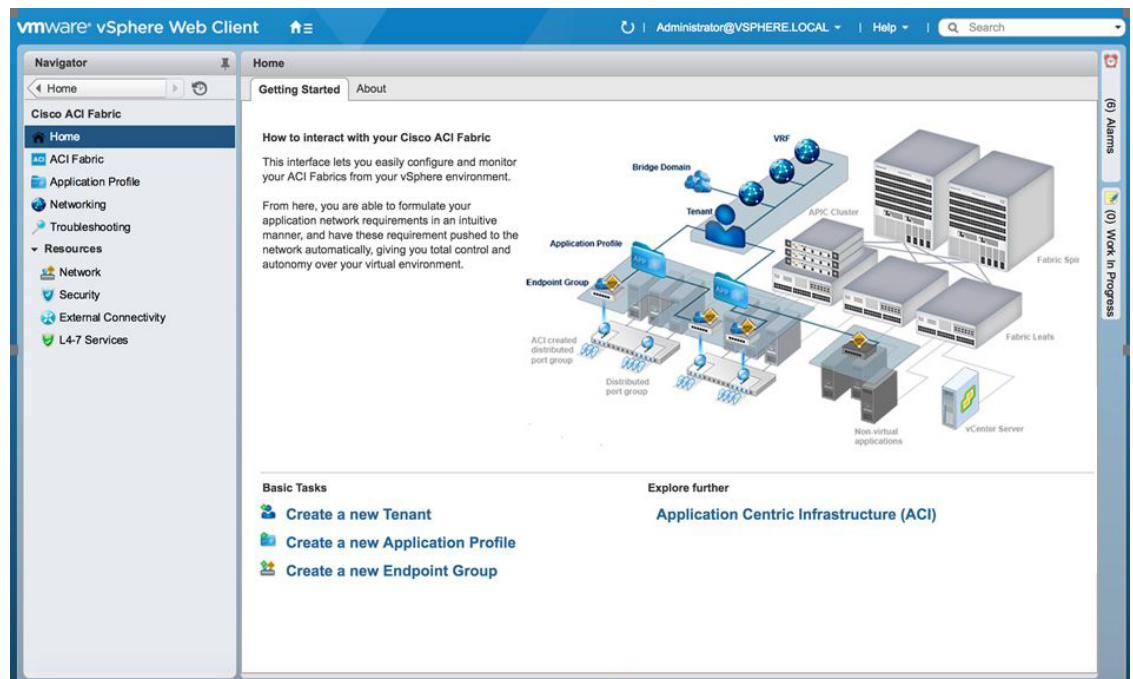 vmware® vSphere Web Client
Administrator@VSPHERE.LOCAL
Help
Search
Navigator
Home
Cisco ACI Fabric
Home
ACI Fabric
Application Profile
Networking
Troubleshooting
Resources
Network
Security
External Connectivity
L4-7 Services
Home
Getting Started
About
How to interact with your Cisco ACI Fabric
This interface lets you easily configure and monitor
your ACI Fabrics from your vSphere environment.
From here, you are able to formulate your
application network requirements in an intuitive
manner, and have these requirement pushed to the
network automatically, giving you total control and
autonomy over your virtual environment.
VRF
Bridge Domain
Tenant
APIC Cluster
Application Profile
Fabric Spin
APP
Endpoint Group
APP
Fabric Leafs
ACI created
distributed
port group
Distributed
port group
Non-virtual
applications
vCenter Server
Basic Tasks
Create a new Tenant
Create a new Application Profile
Create a new Endpoint Group
Explore further
Application Centric Infrastructure (ACI)
(6) Alarms
(0) Work In Progress